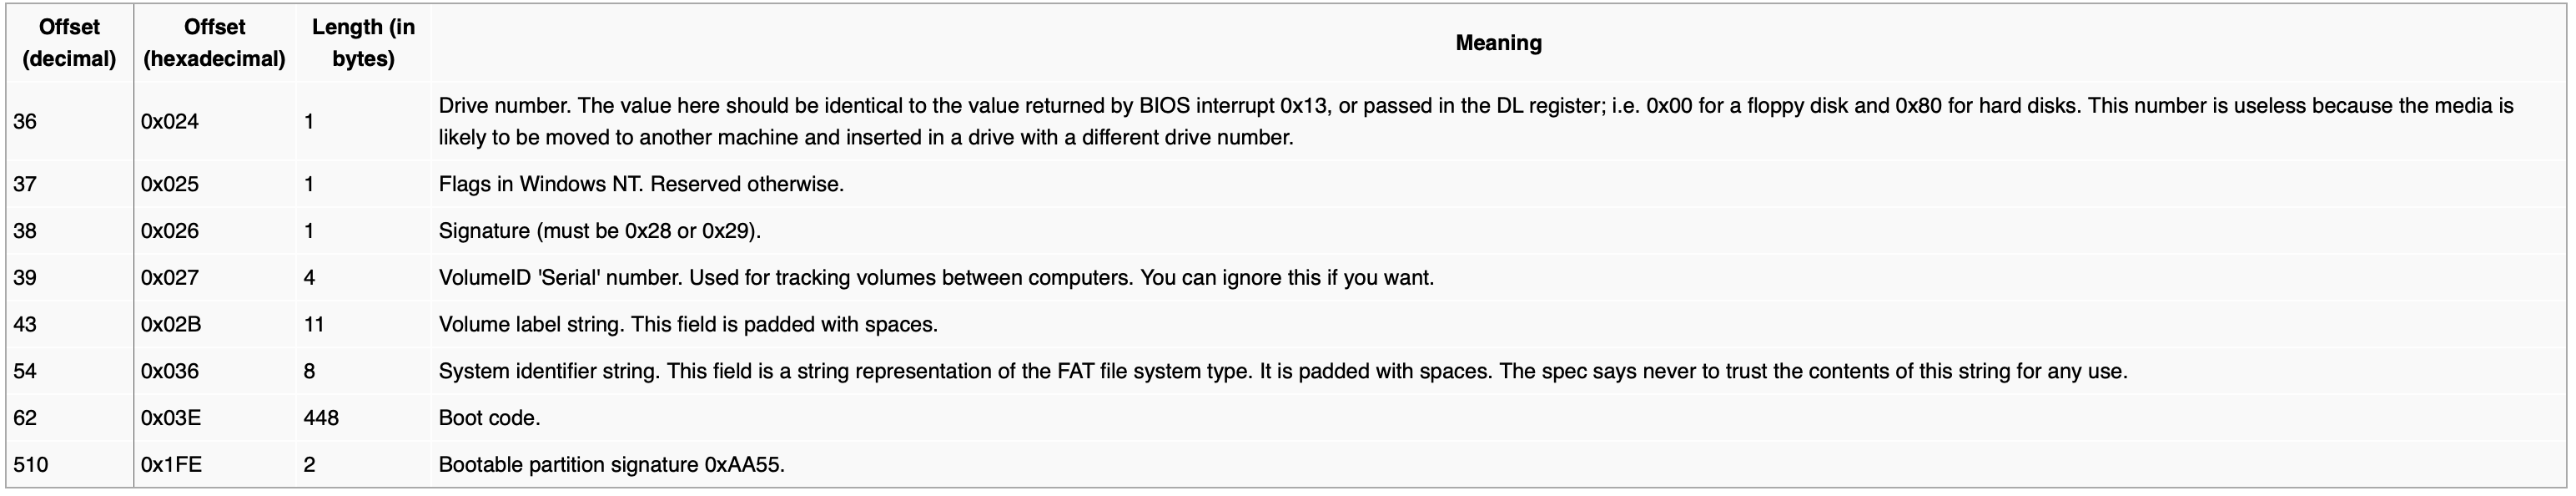 Offset (decimal) Offset (hexadecimal) Length (in bytes) Meaning
36 0x024 1 Drive number. The value here should be identical to the value returned by BIOS interrupt 0x13, or passed in the DL register; i.e. 0x00 for a floppy disk and 0x80 for hard disks. This number is useless because the media is
likely to be moved to another machine and inserted in a drive with a different drive number.
37 0x025 1 Flags in Windows NT. Reserved otherwise.
38 0x026 1 Signature (must be 0x28 or 0x29).
39 0x027 4 VolumeID 'Serial' number. Used for tracking volumes between computers. You can ignore this if you want.
43 0x02B 11 Volume label string. This field is padded with spaces.
54 0x036 8 System identifier string. This field is a string representation of the FAT file system type. It is padded with spaces. The spec says never to trust the contents of this string for any use.
62 0x03E 448 Boot code.
510 0x1FE 2 Bootable partition signature 0xAA55.